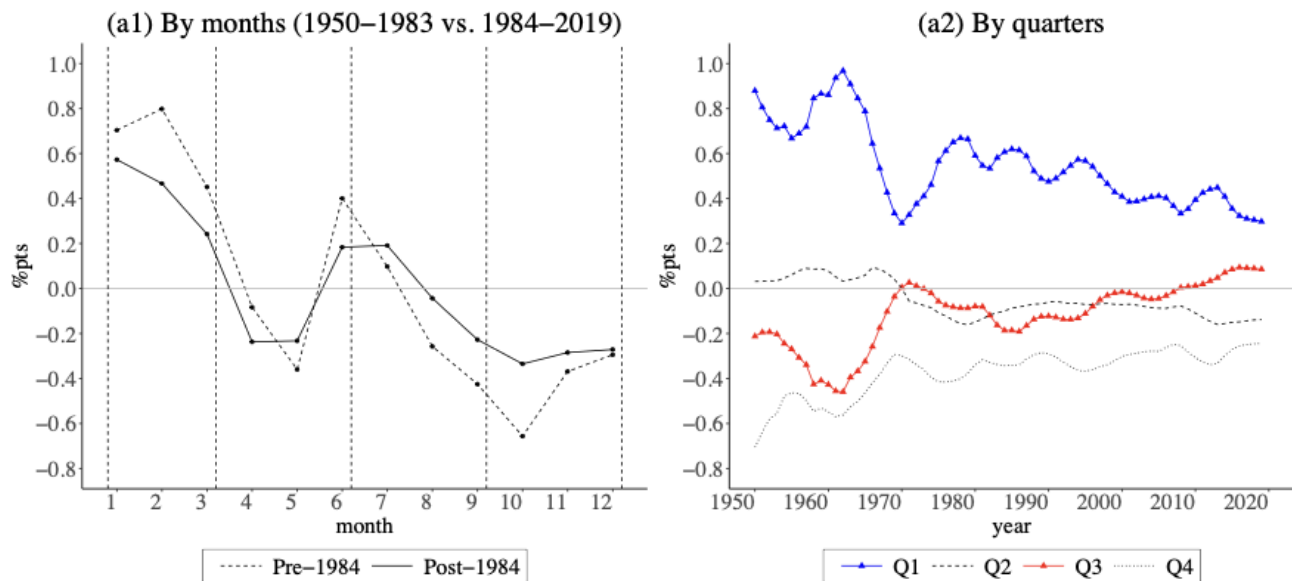 (a1) By months (1950–1983 vs. 1984–2019)
1.0
0.8
0.6
0.4
0.2
0.0
−0.2
−0.4
−0.6
−0.8
%pts
1 2 3 4 5 6 7 8 9 10 11 12
month
Pre−1984 Post−1984
(a2) By quarters
1.0
0.8
0.6
0.4
0.2
0.0
−0.2
−0.4
−0.6
−0.8
%pts
1950 1960 1970 1980 1990 2000 2010 2020
year
Q1 Q2 Q3 Q4